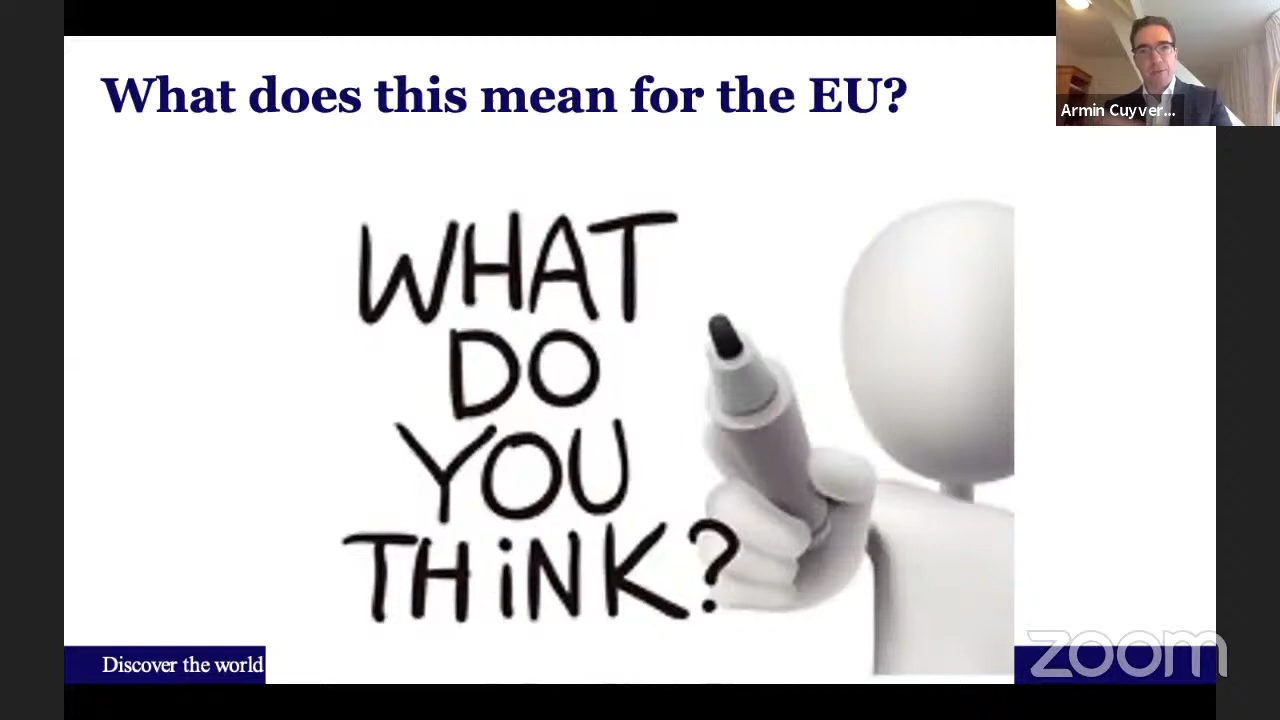 What does this mean for the EU?
Armin Cuyver...
WHAT
DO
YOU
THiNK?
Discover the world
zoom